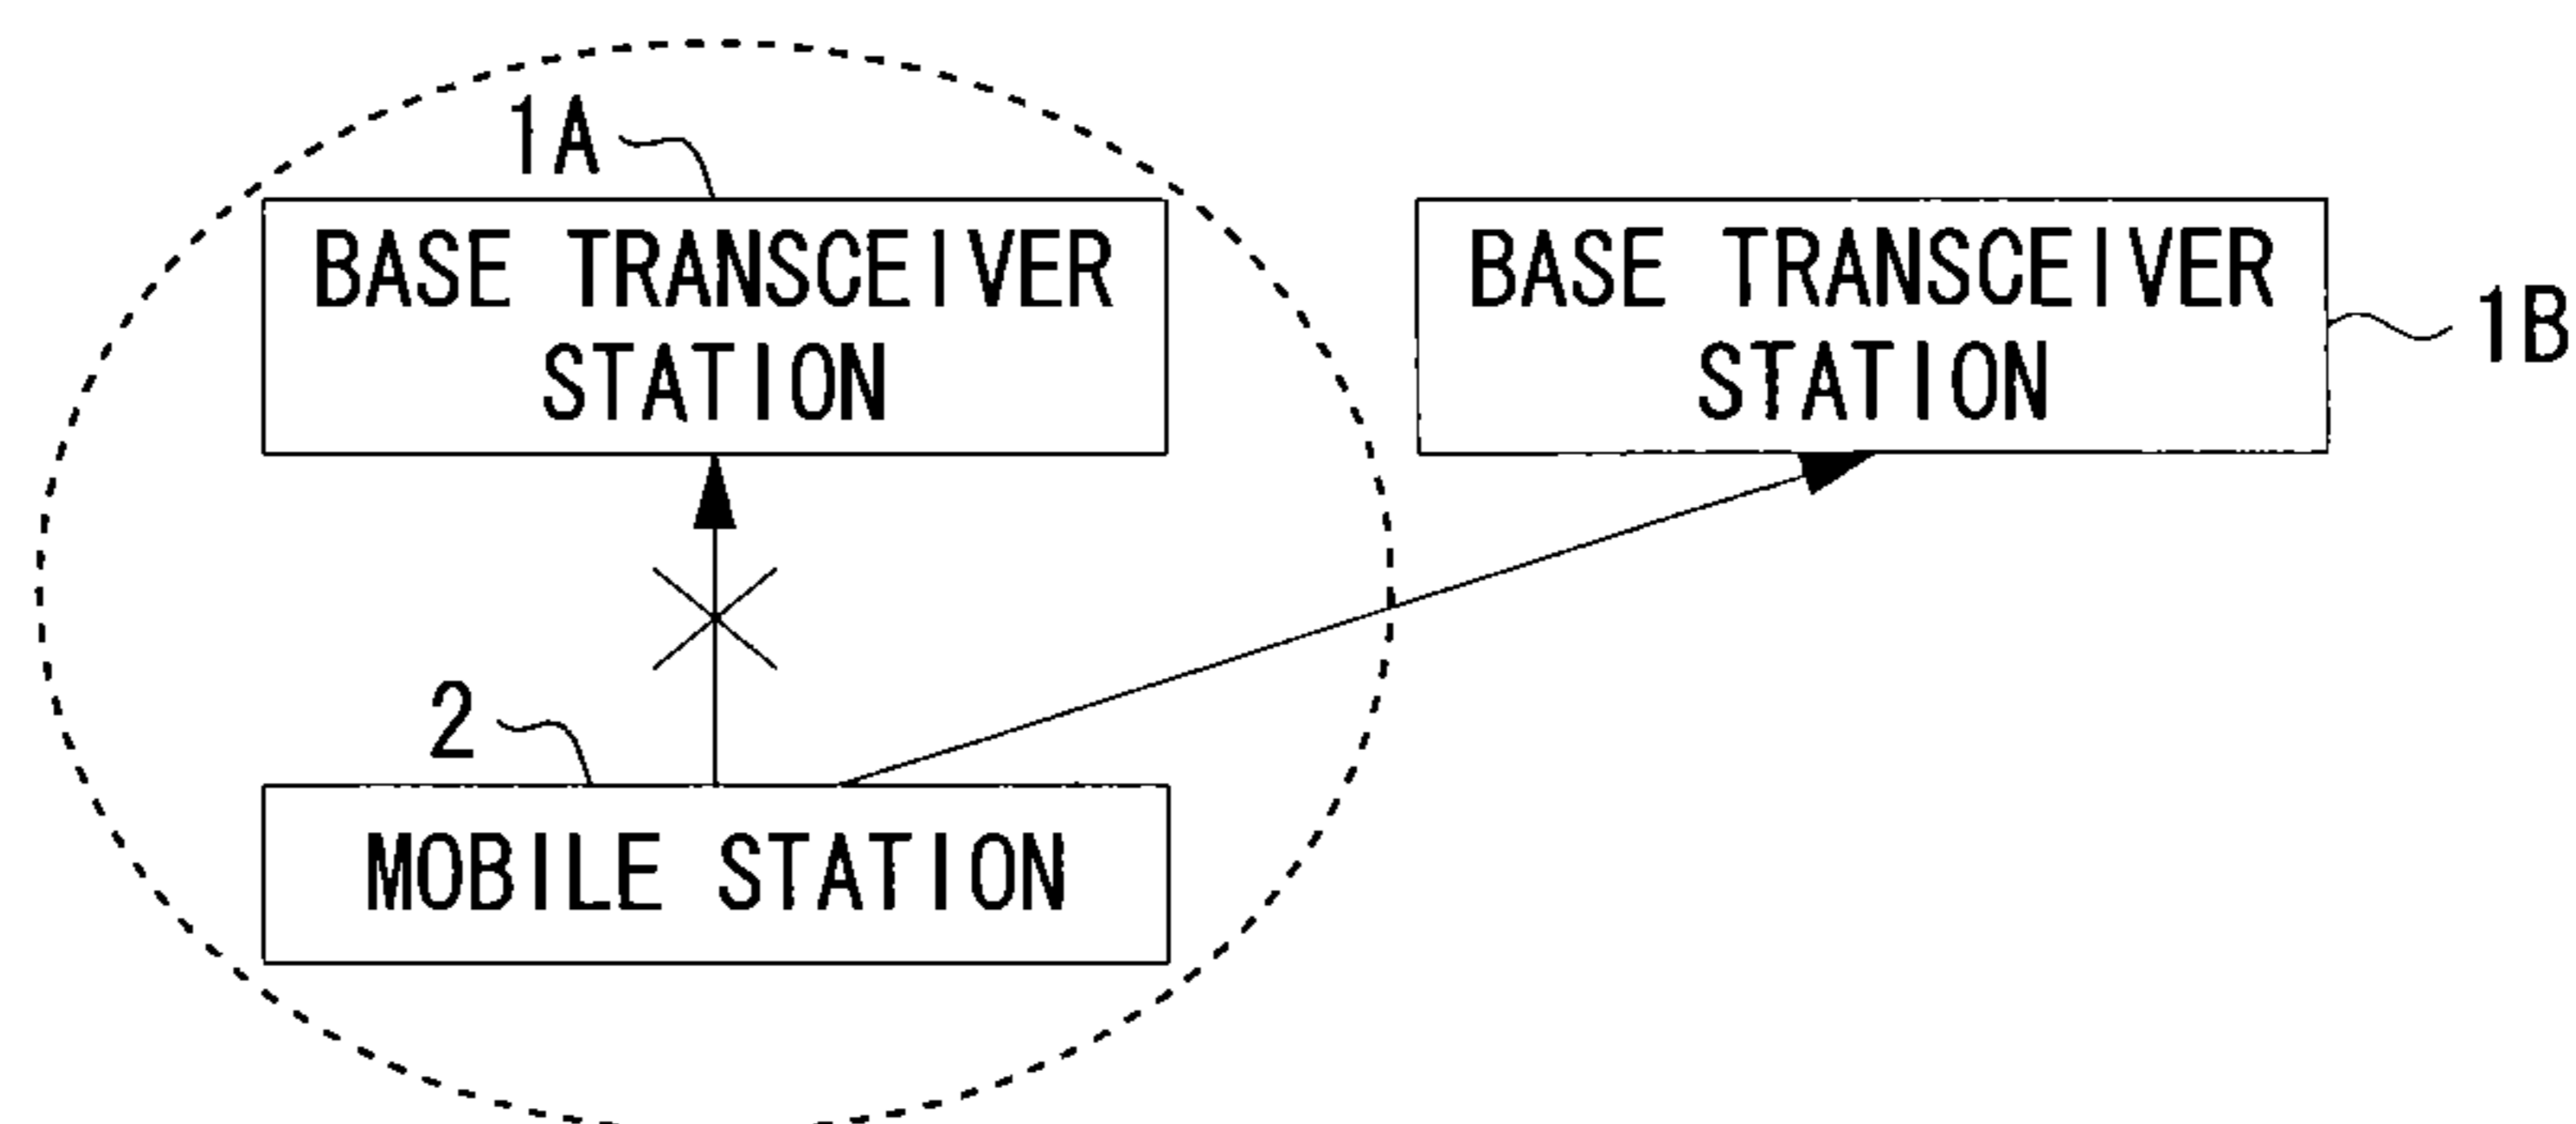 1A
BASE TRANSCEIVER
STATION
BASE TRANSCEIVER
STATION
1B
2
MOBILE STATION